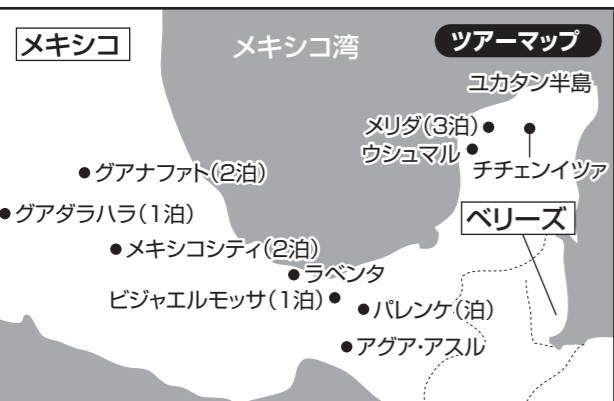 メキシコ
メキシコ湾
ツアーマップ
ユカタン半島
メリダ(3泊)
ウシュマル
チチェンイツァ
グアナファト(2泊)
グアダラハラ(1泊)
ベリーズ
メキシコシティ(2泊)
ラベンタ
ビジャエルモッサ(1泊)
パレンケ(泊)
アグア・アスル